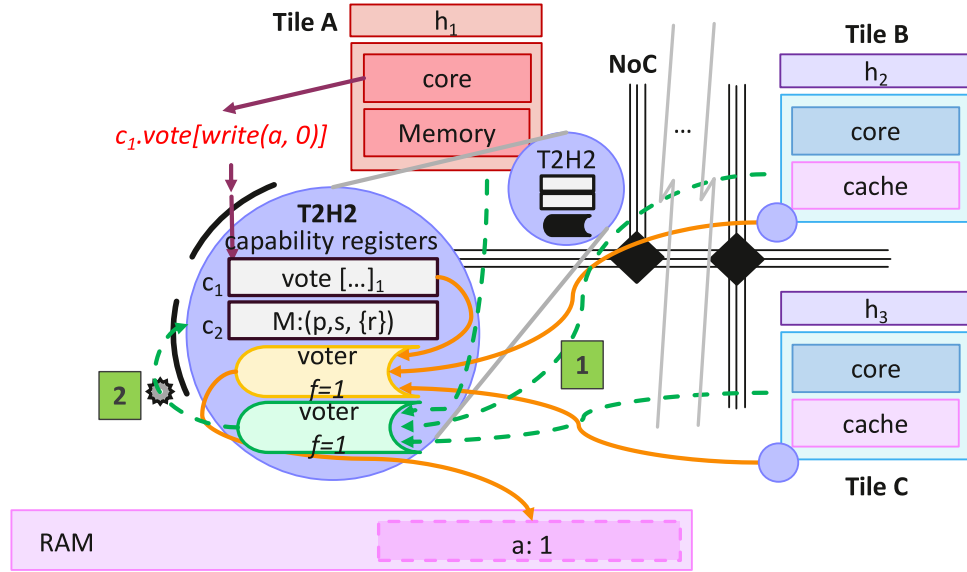 Tile A
h₁
core
Memory
NoC
...
Tile B
h₂
core
cache
c₁.vote[write(a, 0)]
T2H2
T2H2
capability registers
c₁
vote [...]₁
c₂
M:(p,s, {r})
voter
f=1
voter
f=1
1
2
h₃
core
cache
Tile C
RAM
a: 1